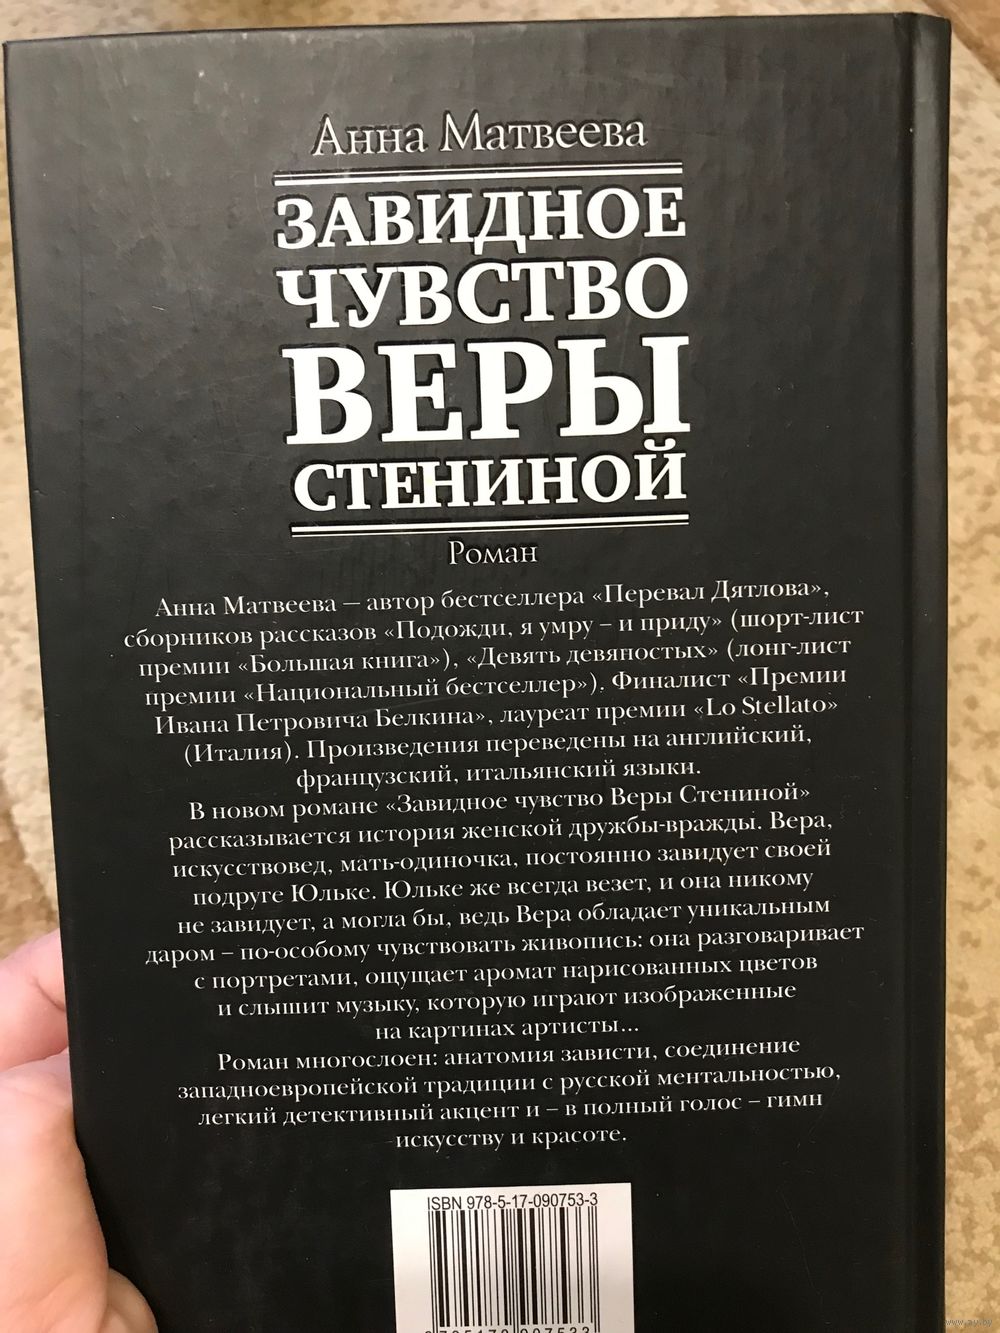 Анна Матвеева
ЗАВИДНОЕ
ЧУВСТВО
ВЕРЫ
СТЕНИНОЙ
Роман
Анна Матвеева — автор бестселлера «Перевал Дятлова»,
сборников рассказов «Подожди, я умру – и приду» (шорт-лист
премии «Большая книга»), «Девять девяностых» (лонг-лист
премии «Национальный бестселлер»). Финалист «Премии
Ивана Петровича Белкина», лауреат премии «Lo Stellato»
(Италия). Произведения переведены на английский,
французский, итальянский языки.
В новом романе «Завидное чувство Веры Стениной»
рассказывается история женской дружбы-вражды. Вера,
искусствовед, мать-одиночка, постоянно завидует своей
подруге Юльке. Юльке же всегда везет, и она никому
не завидует, а могла бы, ведь Вера обладает уникальным
даром – по-особому чувствовать живопись: она разговаривает
с портретами, ощущает аромат нарисованных цветов
и слышит музыку, которую играют изображенные
на картинах артисты...
Роман многослоен: анатомия зависти, соединение
западноевропейской традиции с русской ментальностью,
легкий детективный акцент и – в полный голос – гимн
искусству и красоте.
ISBN 978-5-17-090753-3
9 785170 907533
www.ay.by